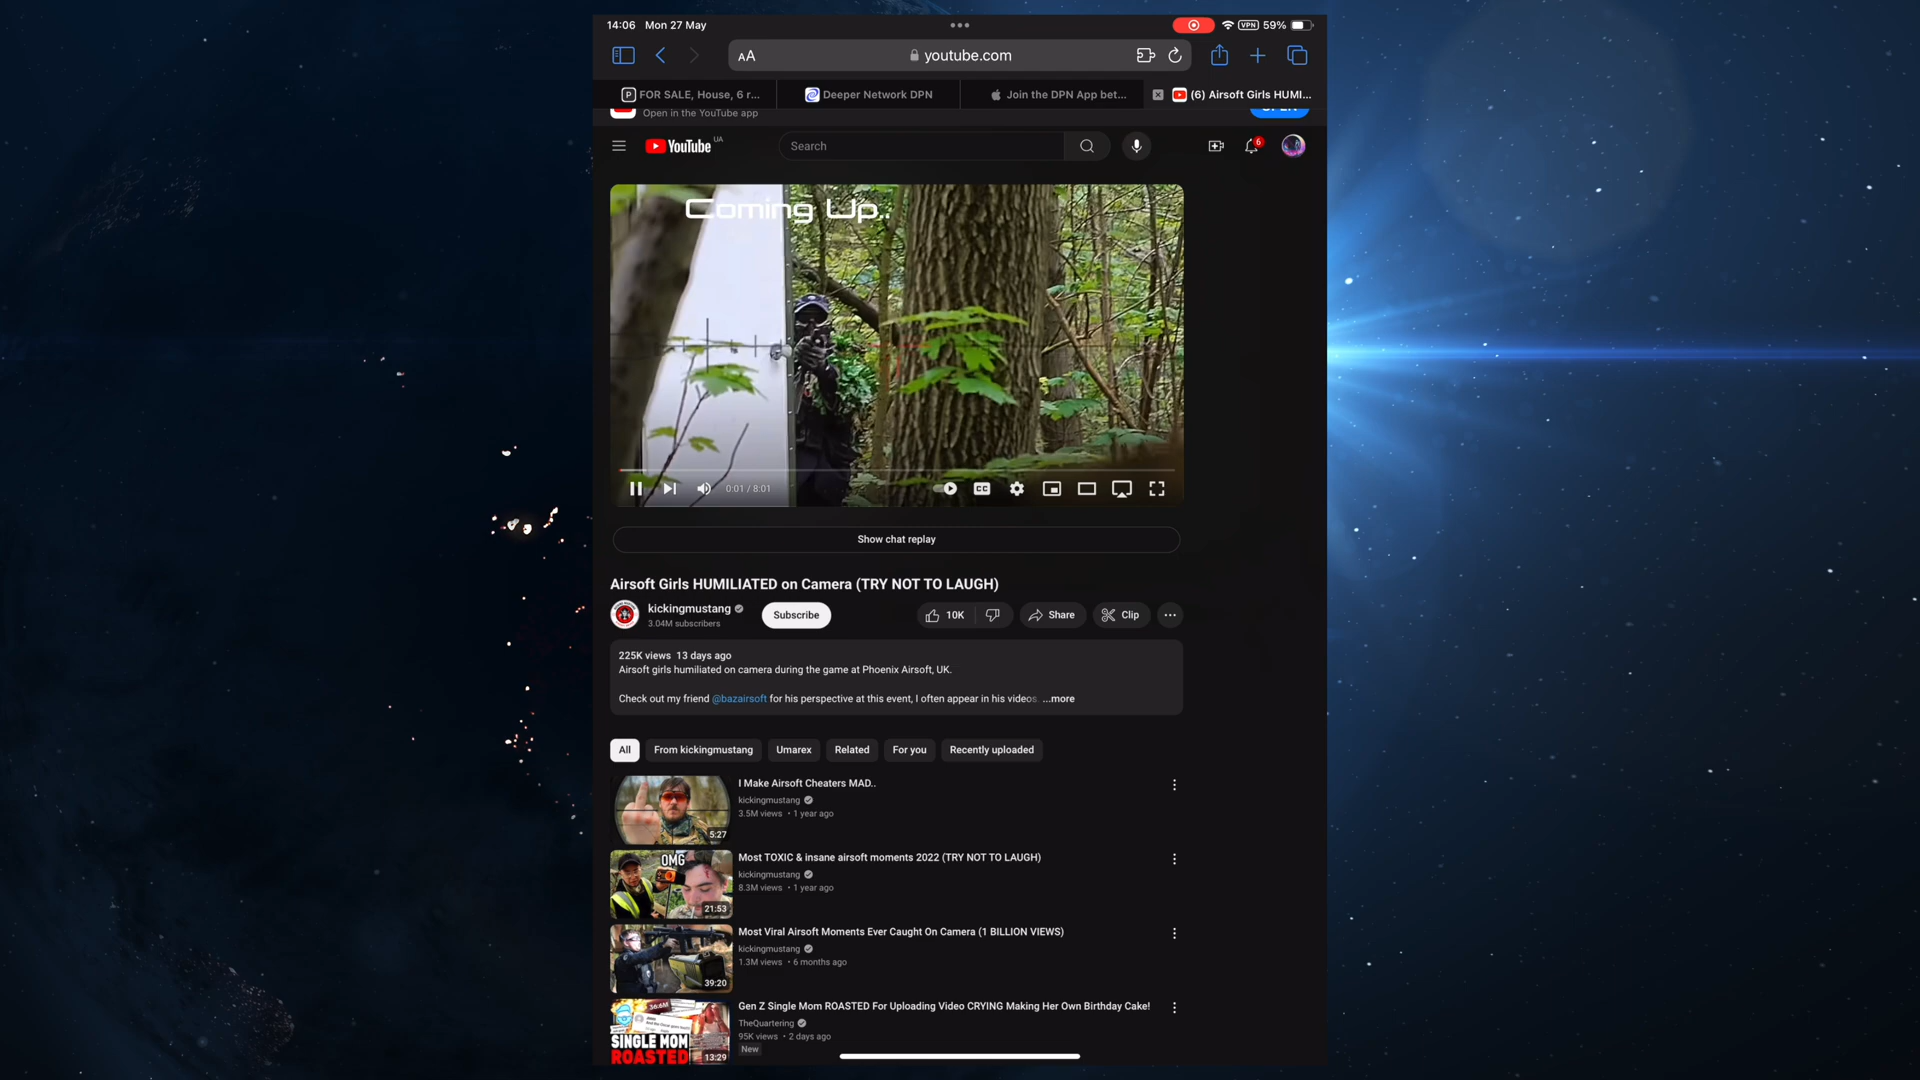 14:06 Mon 27 May
VPN 59%
AA youtube.com
FOR SALE, House, 6 r...
Deeper Network DPN
Join the DPN App bet...
(6) Airsoft Girls HUMI...
Open in the YouTube app
OPEN
YouTube UA
Search
6
Coming Up..
0:01 / 8:01
CC
Show chat replay
Airsoft Girls HUMILIATED on Camera (TRY NOT TO LAUGH)
kickingmustang
3.04M subscribers
Subscribe
10K
Share
Clip
225K views 13 days ago
Airsoft girls humiliated on camera during the game at Phoenix Airsoft, UK.
Check out my friend @bazairsoft for his perspective at this event, I often appear in his videos ...more
All
From kickingmustang
Umarex
Related
For you
Recently uploaded
5:27
I Make Airsoft Cheaters MAD..
kickingmustang
3.5M views • 1 year ago
OMG
21:53
Most TOXIC & insane airsoft moments 2022 (TRY NOT TO LAUGH)
kickingmustang
8.3M views • 1 year ago
39:20
Most Viral Airsoft Moments Ever Caught On Camera (1 BILLION VIEWS)
kickingmustang
1.3M views • 6 months ago
SINGLE MOM
ROASTED
13:29
Gen Z Single Mom ROASTED For Uploading Video CRYING Making Her Own Birthday Cake!
TheQuartering
95K views • 2 days ago
New